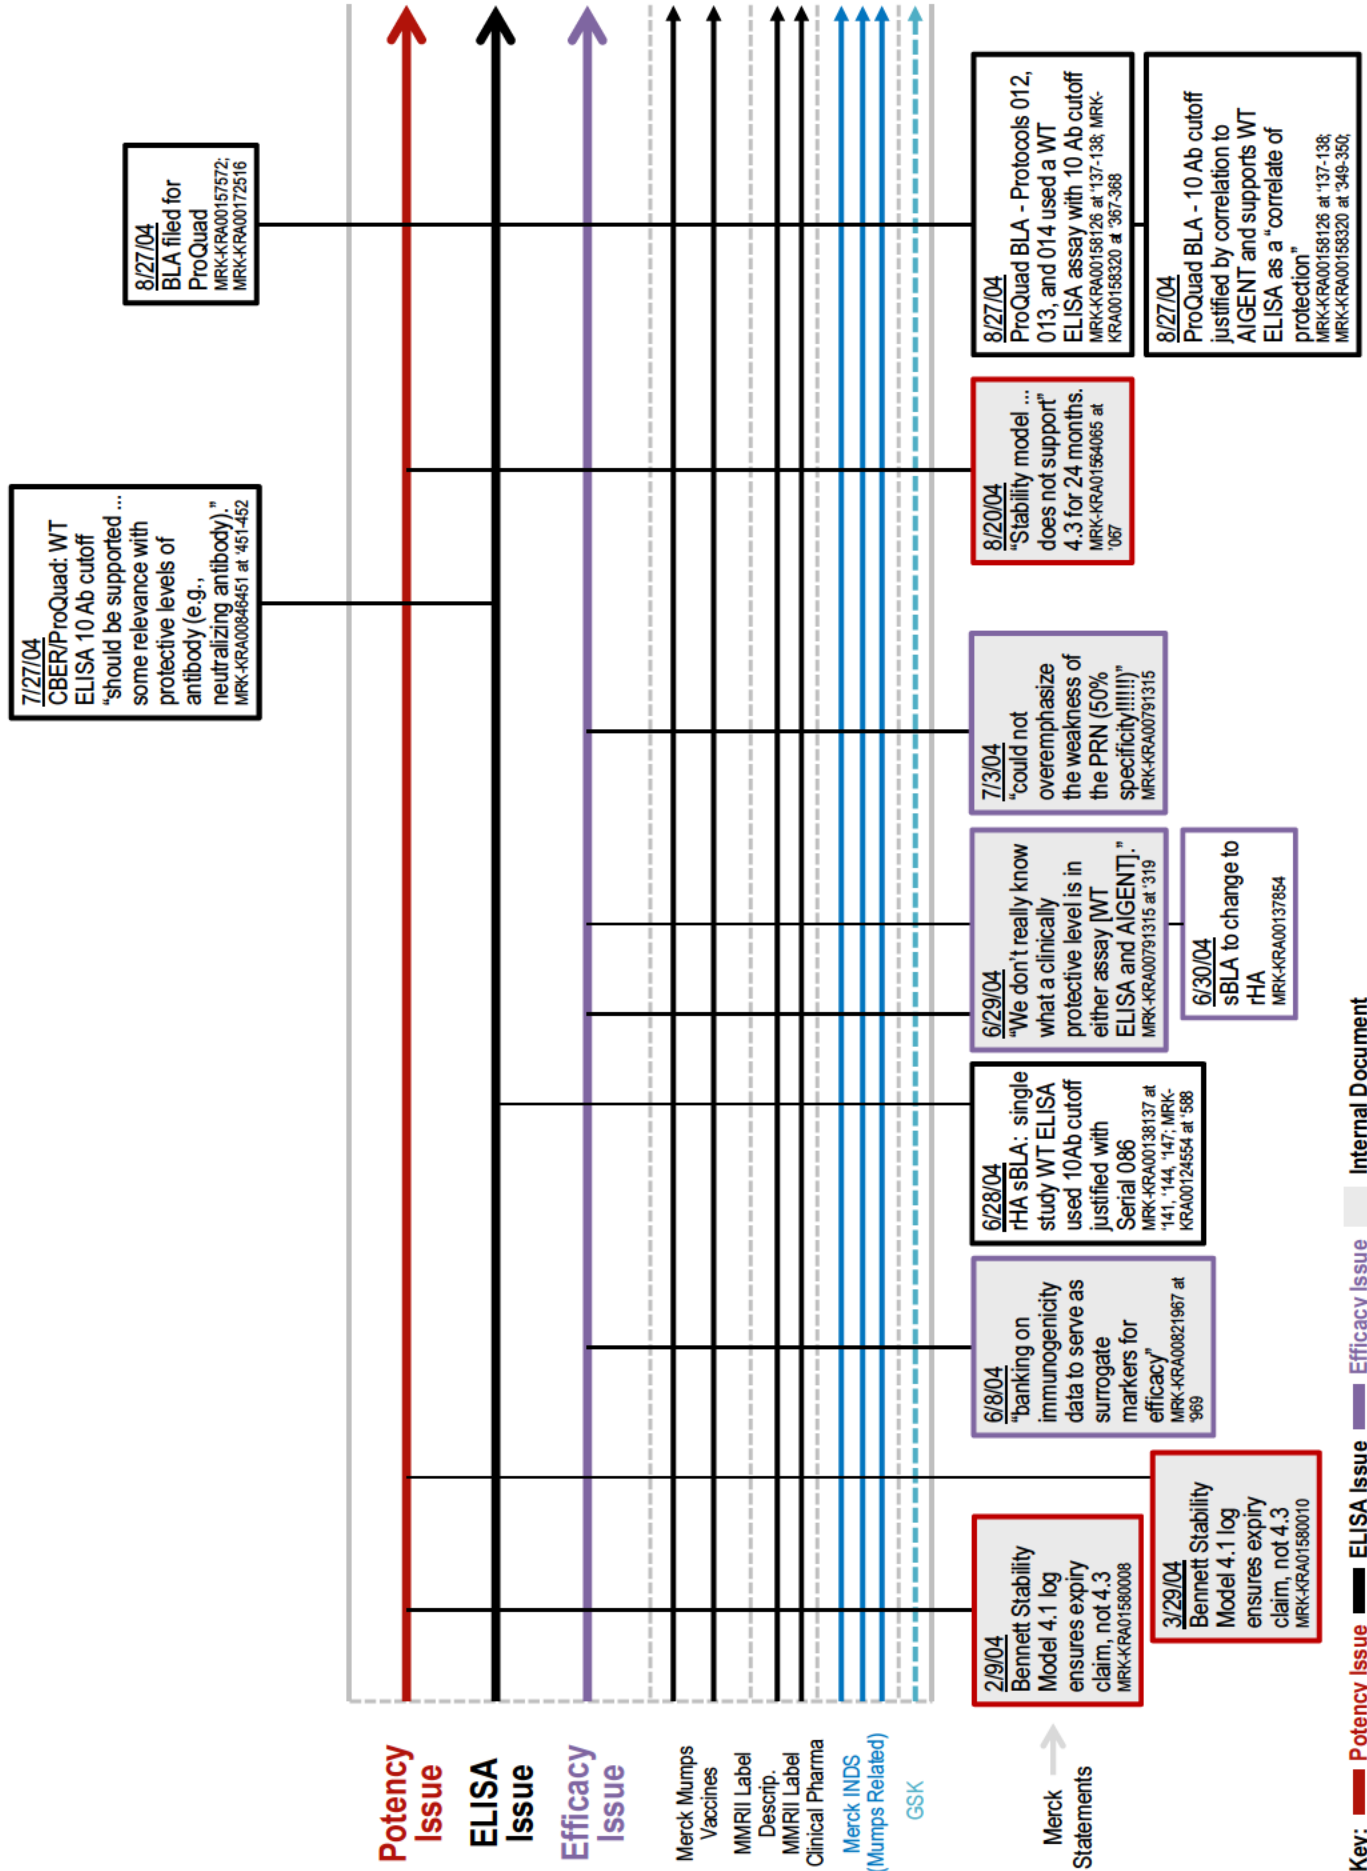 7/27/04
CBER/ProQuad: WT
ELISA 10 Ab cutoff
“should be supported ...
some relevance with
protective levels of
antibody (e.g.,
neutralizing antibody).”
MRK-KRA00846451 at ‘451-452
8/27/04
BLA filed for
ProQuad
MRK-KRA00157572;
MRK-KRA00172516
Potency
Issue
ELISA
Issue
Efficacy
Issue
Merck Mumps
Vaccines
MMRII Label
Descrip.
MMRII Label
Clinical Pharma
Merck INDS
(Mumps Related)
GSK
Merck
Statements
2/9/04
Bennett Stability
Model 4.1 log
ensures expiry
claim, not 4.3
MRK-KRA01580008
3/29/04
Bennett Stability
Model 4.1 log
ensures expiry
claim, not 4.3
MRK-KRA01580010
6/8/04
“banking on
immunogenicity
data to serve as
surrogate
markers for
efficacy”
MRK-KRA00821967 at
‘969
6/28/04
rHA sBLA: single
study WT ELISA
used 10Ab cutoff
justified with
Serial 086
MRK-KRA00138137 at
‘141, ‘144, ‘147; MRK-
KRA00124554 at ‘588
6/29/04
“We don’t really know
what a clinically
protective level is in
either assay [WT
ELISA and AIGENT].”
MRK-KRA00791315 at ‘319
6/30/04
sBLA to change to
rHA
MRK-KRA00137854
7/3/04
“could not
overemphasize
the weakness of
the PRN (50%
specificity!!!!!!!)”
MRK-KRA00791315
8/20/04
“Stability model ...
does not support”
4.3 for 24 months.
MRK-KRA01564065 at
‘067
8/27/04
ProQuad BLA - Protocols 012,
013, and 014 used a WT
ELISA assay with 10 Ab cutoff
MRK-KRA00158126 at ‘137-138; MRK-
KRA00158320 at ‘367-368
8/27/04
ProQuad BLA - 10 Ab cutoff
justified by correlation to
AIGENT and supports WT
ELISA as a “correlate of
protection”
MRK-KRA00158126 at ‘137-138;
MRK-KRA00158320 at ‘349-350;
Key: Potency Issue ELISA Issue Efficacy Issue Internal Document